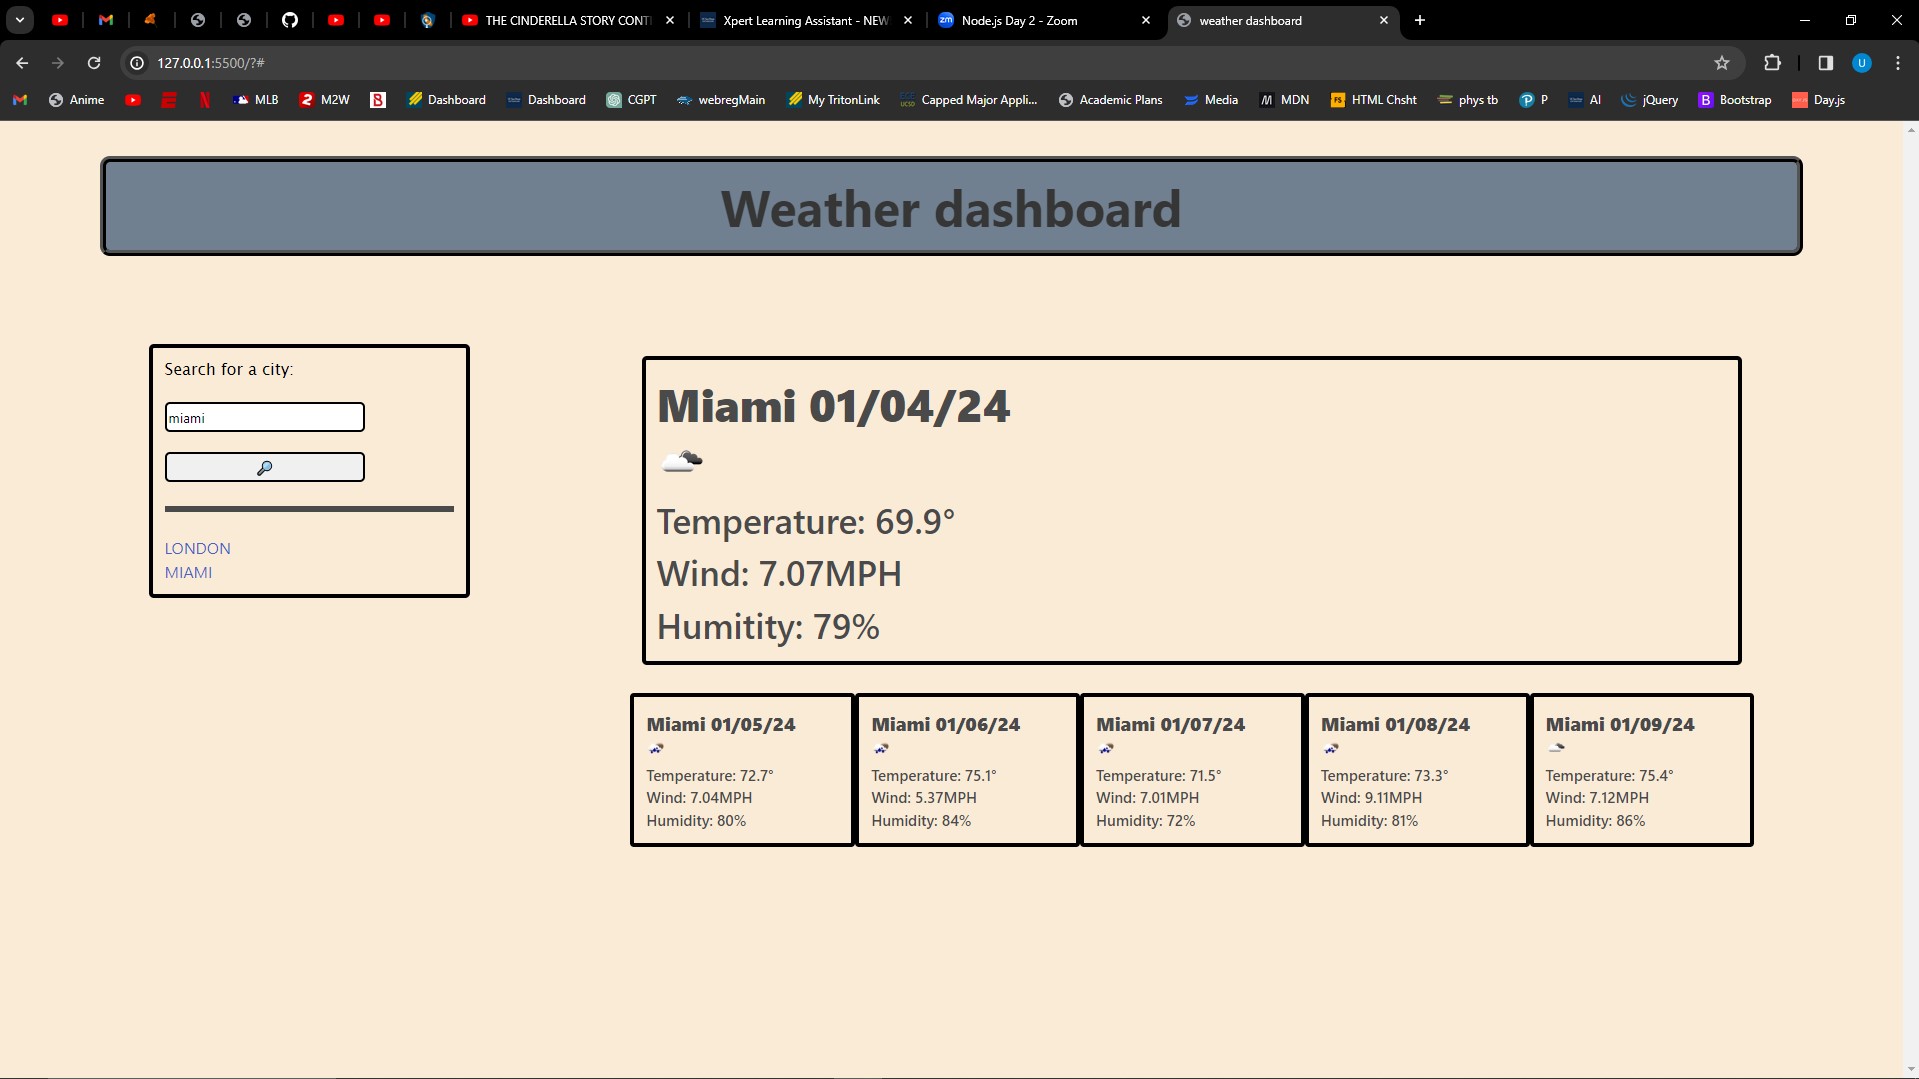 THE CINDERELLA STORY CONTI
Xpert Learning Assistant - NEW
zm Node.js Day 2 - Zoom
weather dashboard
127.0.0.1:5500/?#
U
Anime
MLB
2 M2W
B
Dashboard
Dashboard
CGPT
webregMain
My TritonLink
ECE UCSD Capped Major Appli...
Academic Plans
Media
M MDN
FS HTML Chsht
phys tb
P P
AI
jQuery
B Bootstrap
Day.js
Weather dashboard
Search for a city:
miami
LONDON
MIAMI
Miami 01/04/24
Temperature: 69.9°
Wind: 7.07MPH
Humitity: 79%
Miami 01/05/24
Temperature: 72.7°
Wind: 7.04MPH
Humidity: 80%
Miami 01/06/24
Temperature: 75.1°
Wind: 5.37MPH
Humidity: 84%
Miami 01/07/24
Temperature: 71.5°
Wind: 7.01MPH
Humidity: 72%
Miami 01/08/24
Temperature: 73.3°
Wind: 9.11MPH
Humidity: 81%
Miami 01/09/24
Temperature: 75.4°
Wind: 7.12MPH
Humidity: 86%